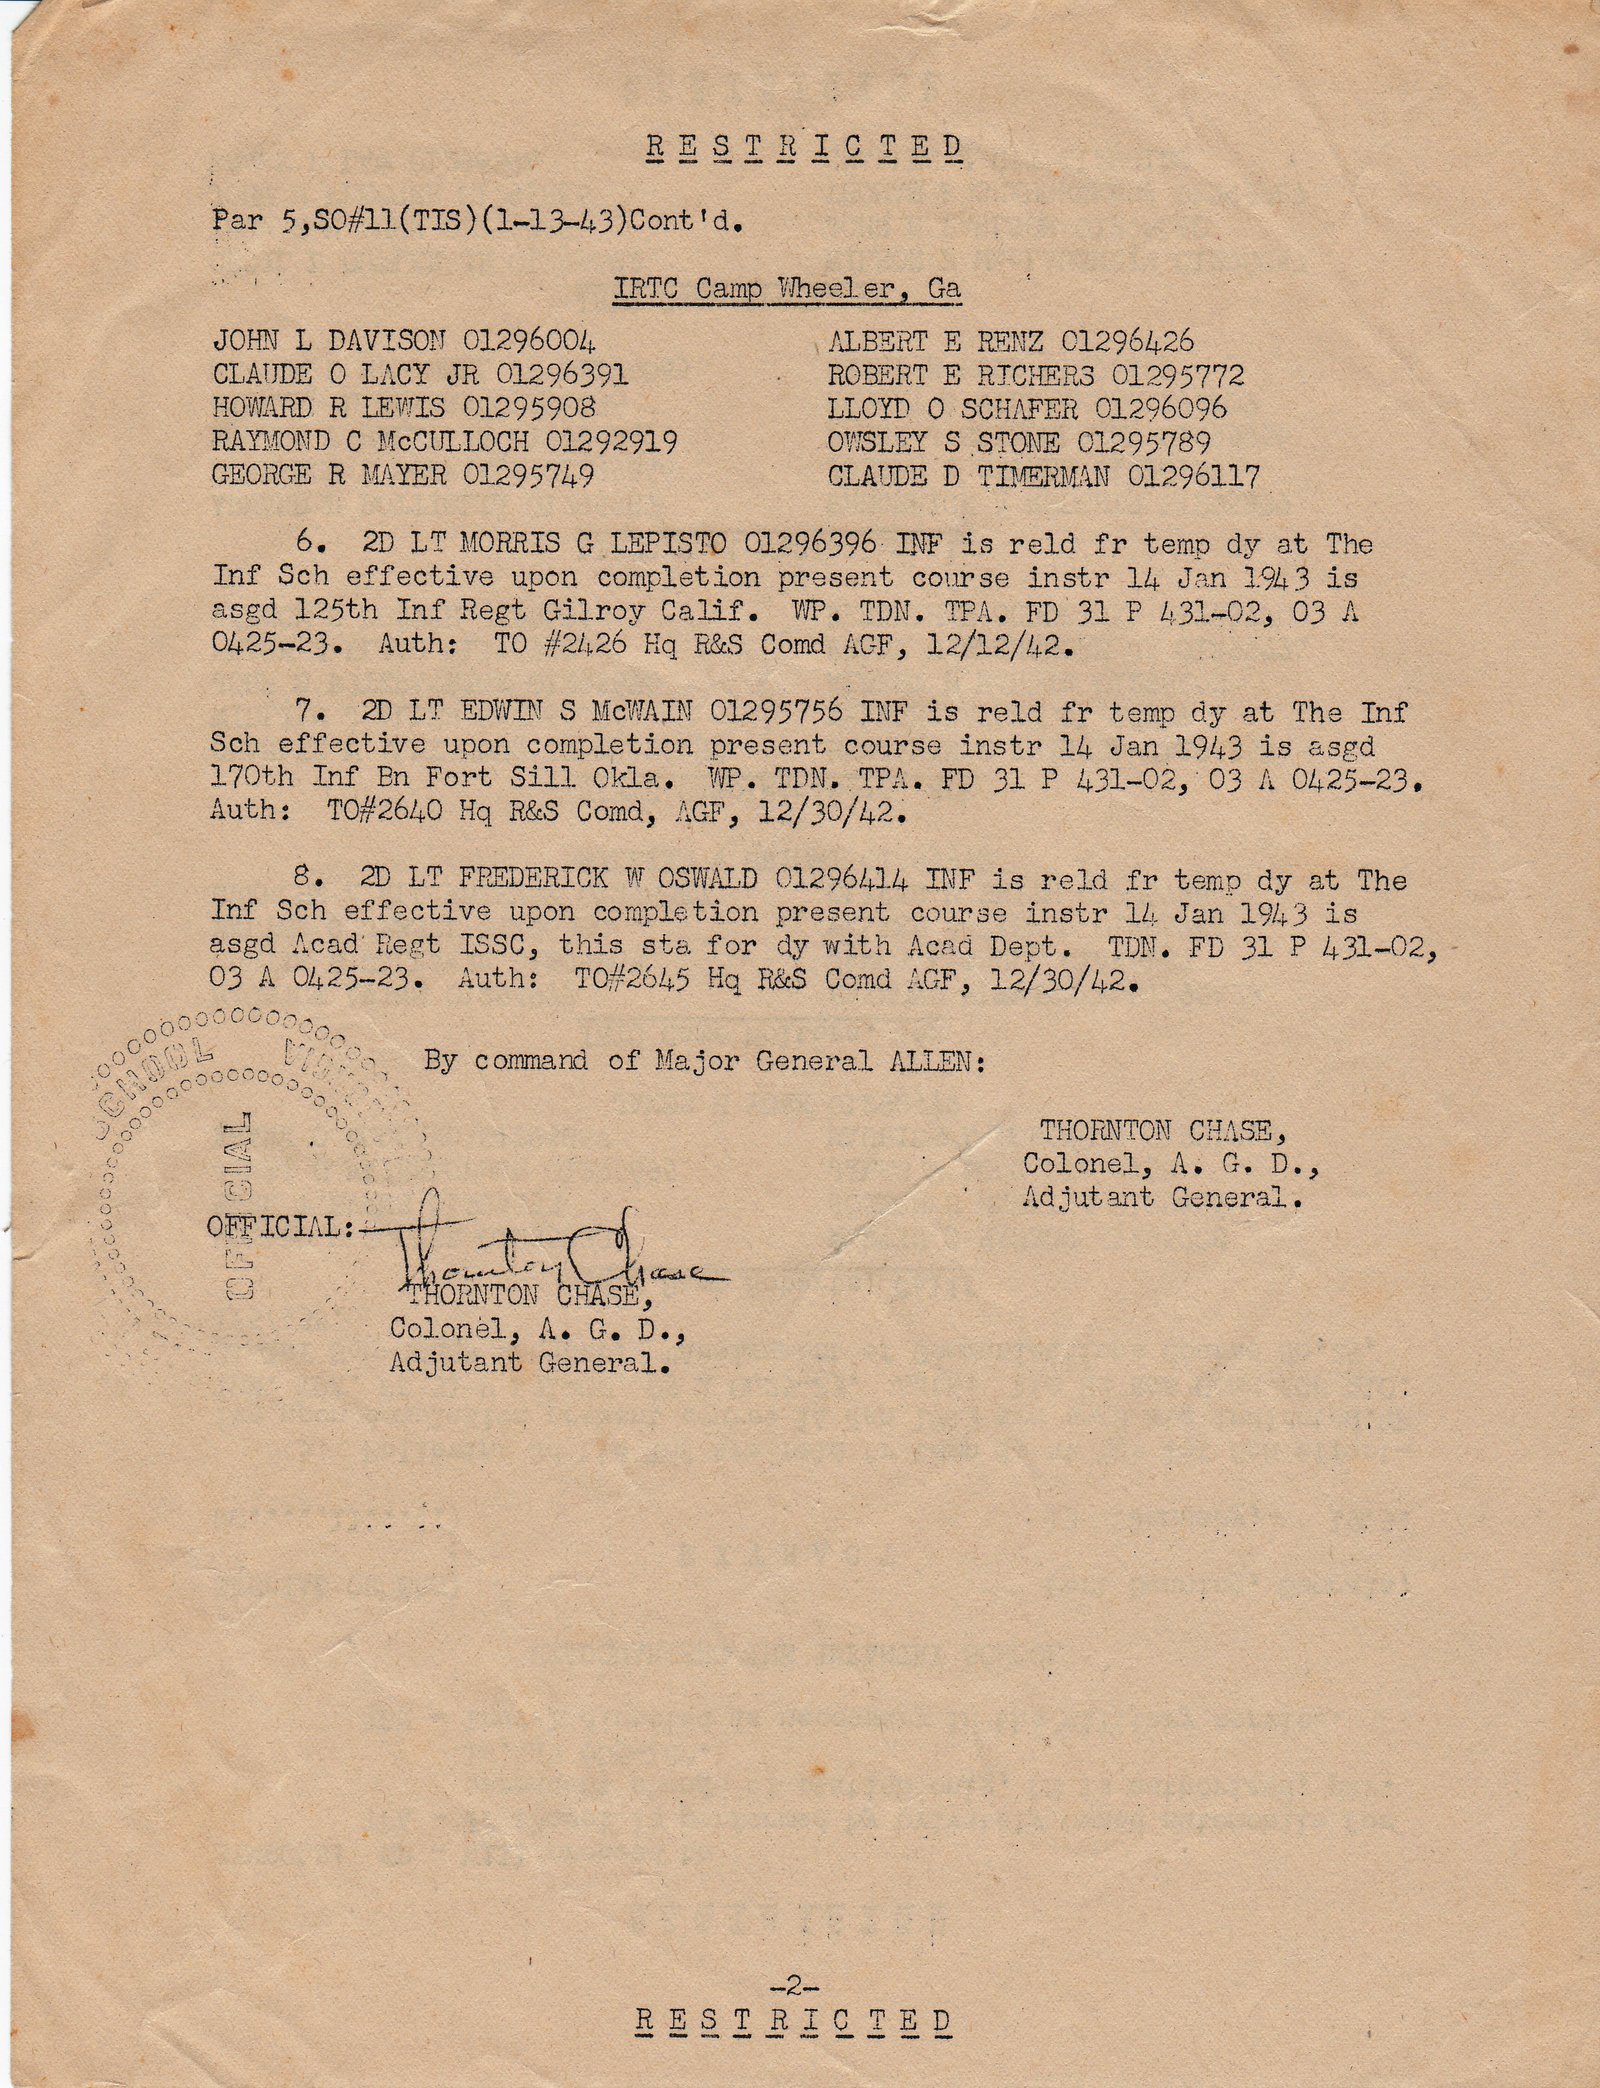 RESTRICTED
Par 5,SO#11(TIS)(1-13-43)Cont'd.
IRTC Camp Wheeler, Ga
JOHN L DAVISON 01296004
CLAUDE O LACY JR 01296391
HOWARD R LEWIS 01295908
RAYMOND C McCULLOCH 01292919
GEORGE R MAYER 01295749
ALBERT E RENZ 01296426
ROBERT E RICHERS 01295772
LLOYD O SCHAFER 01296096
OWSLEY S STONE 01295789
CLAUDE D TIMERMAN 01296117
6. 2D LT MORRIS G LEPISTO 01296396 INF is reld fr temp dy at The
Inf Sch effective upon completion present course instr 14 Jan 1943 is
asgd 125th Inf Regt Gilroy Calif. WP. TDN. TPA. FD 31 P 431-02, 03 A
0425-23. Auth: TO #2426 Hq R&S Comd AGF, 12/12/42.
7. 2D LT EDWIN S McWAIN 01295756 INF is reld fr temp dy at The Inf
Sch effective upon completion present course instr 14 Jan 1943 is asgd
170th Inf Bn Fort Sill Okla. WP. TDN. TPA. FD 31 P 431-02, 03 A 0425-23.
Auth: TO#2640 Hq R&S Comd, AGF, 12/30/42.
8. 2D LT FREDERICK W OSWALD 01296414 INF is reld fr temp dy at The
Inf Sch effective upon completion present course instr 14 Jan 1943 is
asgd Acad Regt ISSC, this sta for dy with Acad Dept. TDN. FD 31 P 431-02,
03 A 0425-23. Auth: TO#2645 Hq R&S Comd AGF, 12/30/42.
SCHOOL
OFFICIAL
By command of Major General ALLEN:
THORNTON CHASE,
Colonel, A. G. D.,
Adjutant General.
OFFICIAL:
Thornton Chase
THORNTON CHASE,
Colonel, A. G. D.,
Adjutant General.
-2-
RESTRICTED